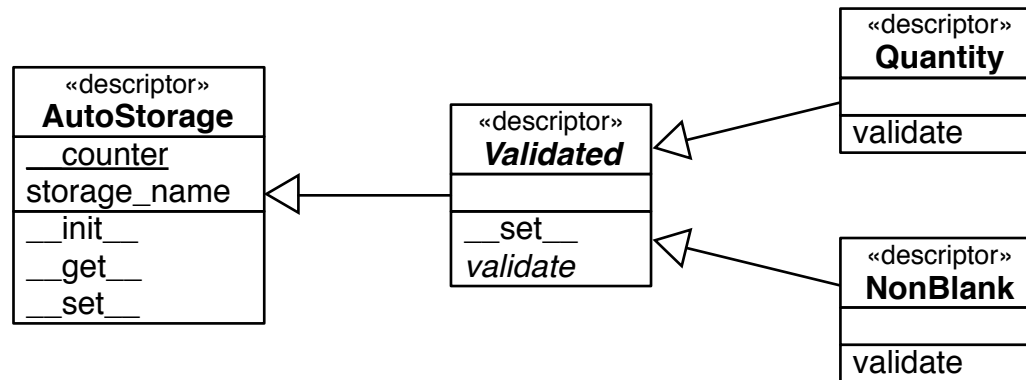 «descriptor»
AutoStorage
__counter
storage_name
__init__
__get__
__set__
«descriptor»
Validated
__set__
validate
«descriptor»
Quantity
validate
«descriptor»
NonBlank
validate